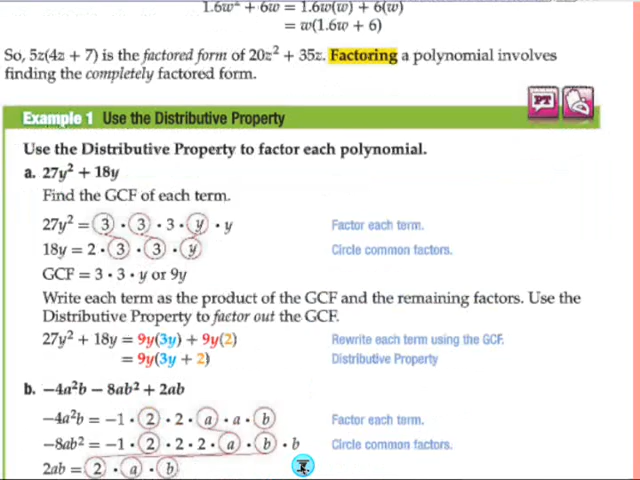 1.6w² + 6w = 1.6w(w) + 6(w)
= w(1.6w + 6)
So, 5z(4z + 7) is the factored form of 20z² + 35z. Factoring a polynomial involves
finding the completely factored form.
PT
Example 1 Use the Distributive Property
Use the Distributive Property to factor each polynomial.
a. 27y² + 18y
Find the GCF of each term.
27y² = 3 · 3 · 3 · y · y Factor each term.
18y = 2 · 3 · 3 · y Circle common factors.
GCF = 3 · 3 · y or 9y
Write each term as the product of the GCF and the remaining factors. Use the
Distributive Property to factor out the GCF.
27y² + 18y = 9y(3y) + 9y(2) Rewrite each term using the GCF.
= 9y(3y + 2) Distributive Property
b. −4a²b − 8ab² + 2ab
−4a²b = −1 · 2 · 2 · a · a · b Factor each term.
−8ab² = −1 · 2 · 2 · 2 · a · b · b Circle common factors.
2ab = 2 · a · b